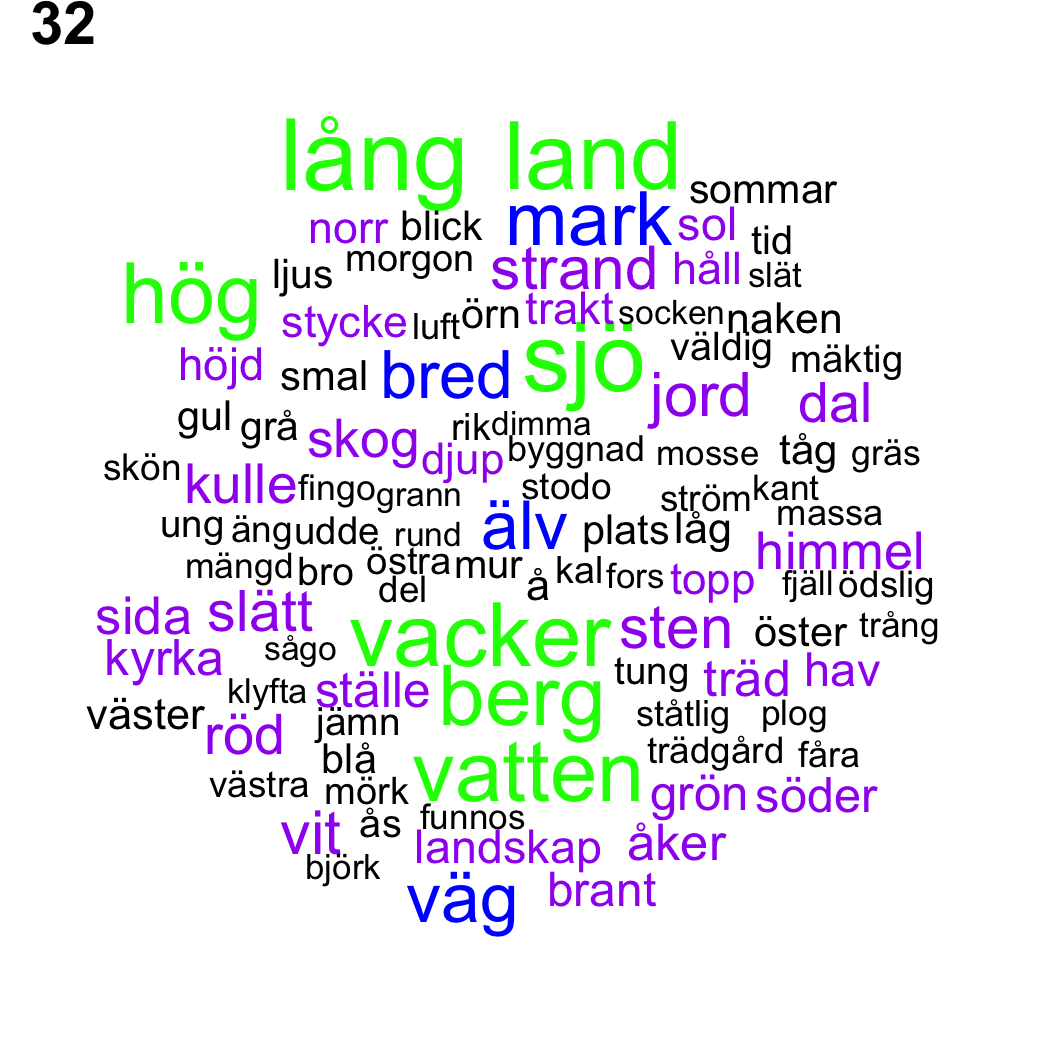 32
lång land
sommar
norr blick mark sol tid
ljus morgon strand håll slät
hög
stycke luft örn trakt socken naken
höjd smal bred sjö väldig mäktig
jord dal
gul grå skog rik dimma
djup byggnad mosse tåg gräs
skön kulle fingo grann stodo ström kant
massa
ung äng udde rund älv plats låg
himmel
mängd bro östra mur å kal fors topp fjäll ödslig
del
sida slätt vacker sten öster trång
kyrka sågo
klyfta ställe berg tung träd hav
väster röd jämn ståtlig plog
blå vatten trädgård fåra
västra mörk grön söder
vit ås funnos
björk landskap åker
väg brant